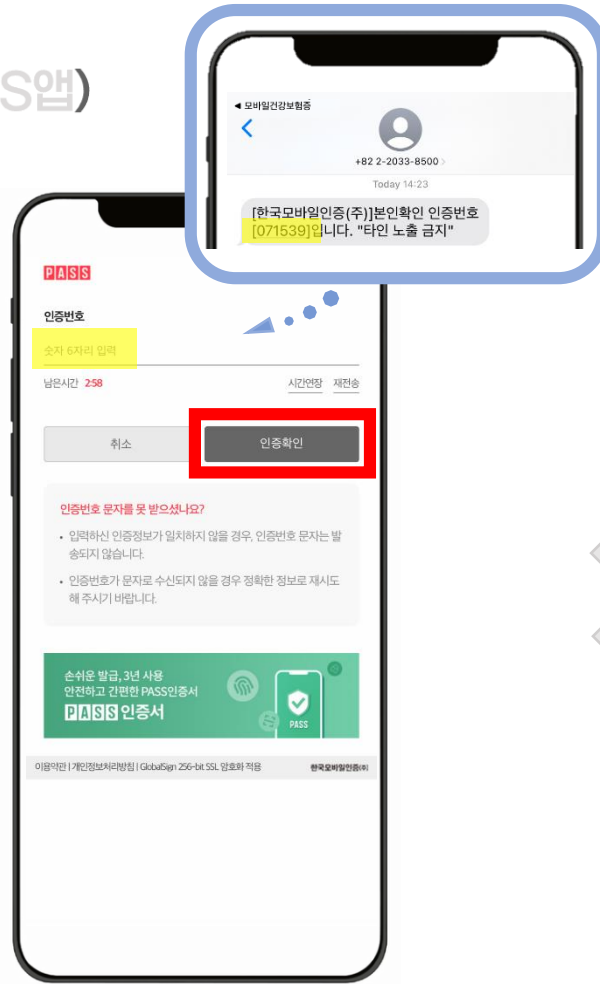 S앱)
◀ 모바일건강보험증
+82 2-2033-8500
Today 14:23
[한국모바일인증(주)]본인확인 인증번호
[071539]입니다. "타인 노출 금지"
PASS
인증번호
숫자 6자리 입력
남은시간 2:58 시간연장 재전송
취소 인증확인
인증번호 문자를 못 받으셨나요?
• 입력하신 인증정보가 일치하지 않을 경우, 인증번호 문자는 발
송되지 않습니다.
• 인증번호가 문자로 수신되지 않을 경우 정확한 정보로 재시도
해 주시기 바랍니다.
손쉬운 발급, 3년 사용
안전하고 간편한 PASS인증서
PASS 인증서
PASS
이용약관 | 개인정보처리방침 | GlobalSign 256-bit SSL 암호화 적용 한국모바일인증(주)